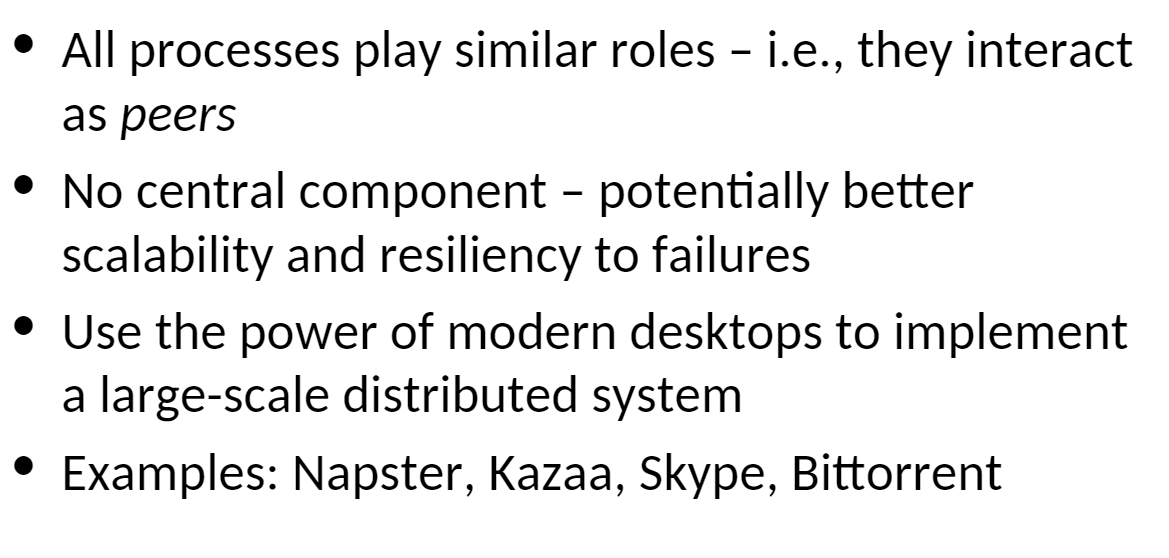 • All processes play similar roles – i.e., they interact
as peers
• No central component – potentially better
scalability and resiliency to failures
• Use the power of modern desktops to implement
a large-scale distributed system
• Examples: Napster, Kazaa, Skype, Bittorrent